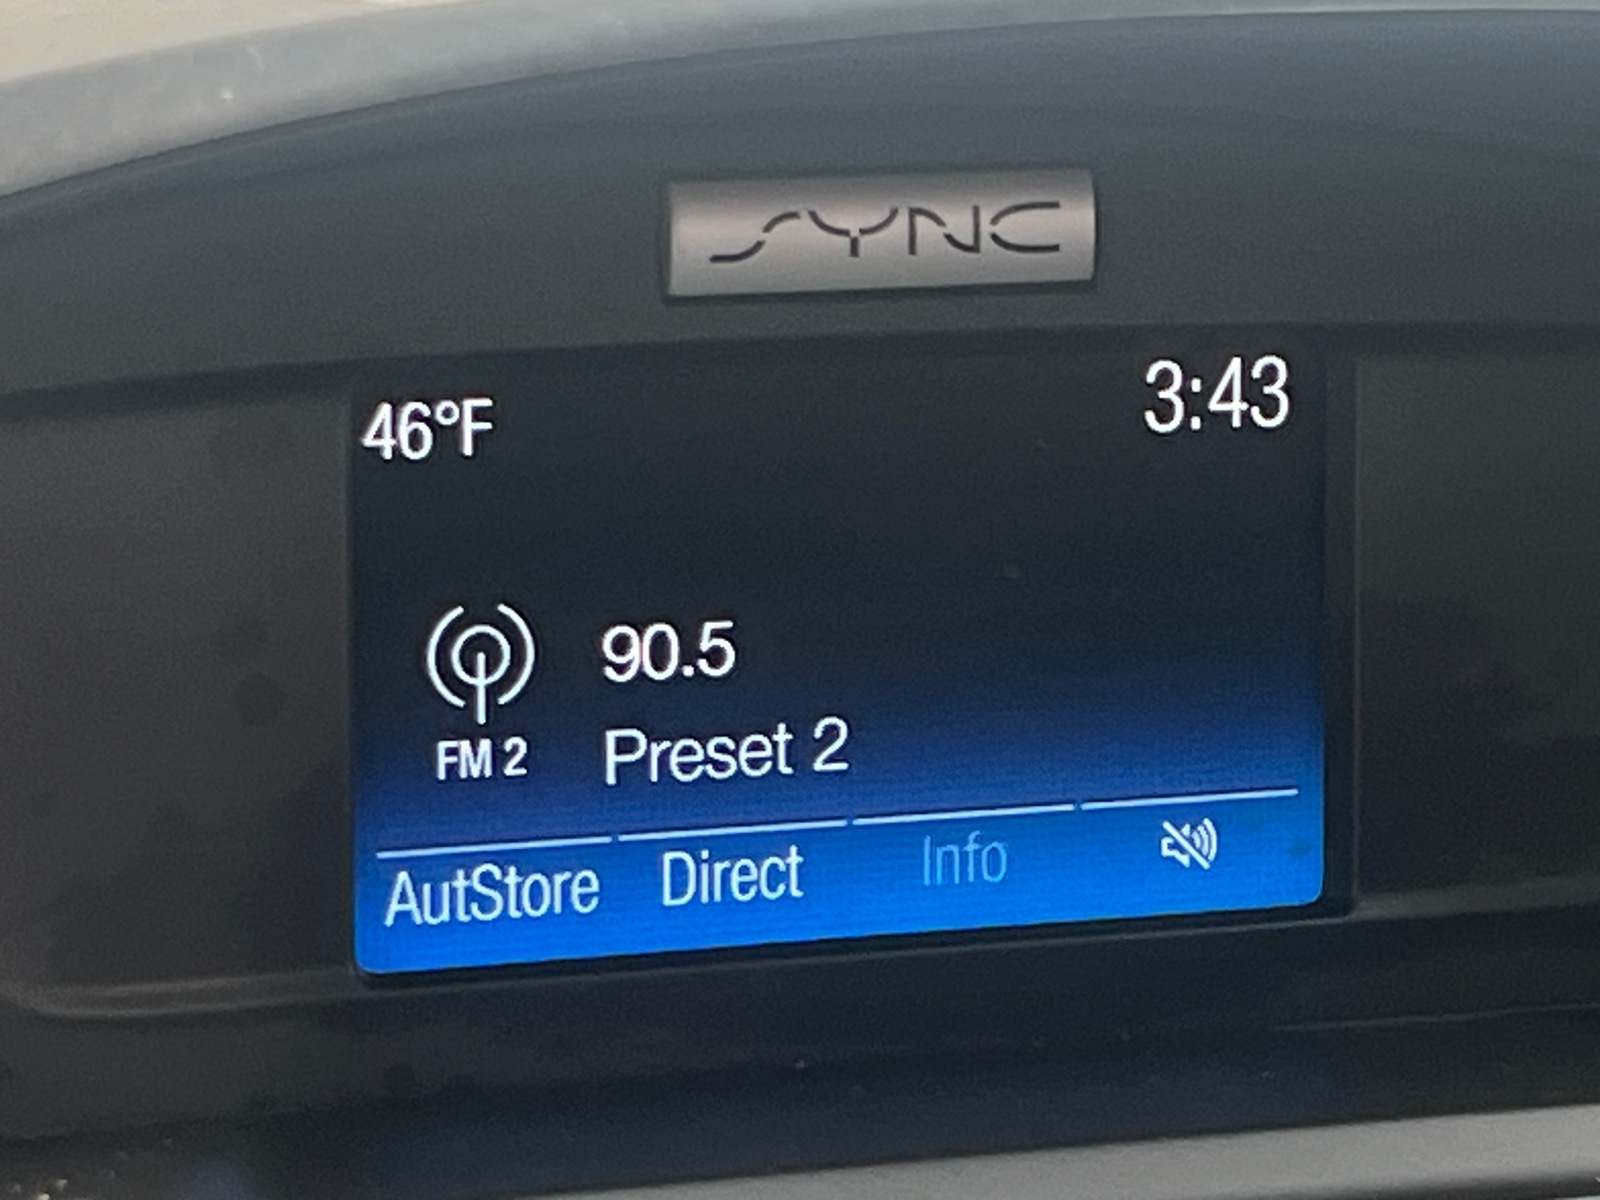 SYNC
46°F
3:43
90.5
FM 2
Preset 2
AutStore
Direct
Info